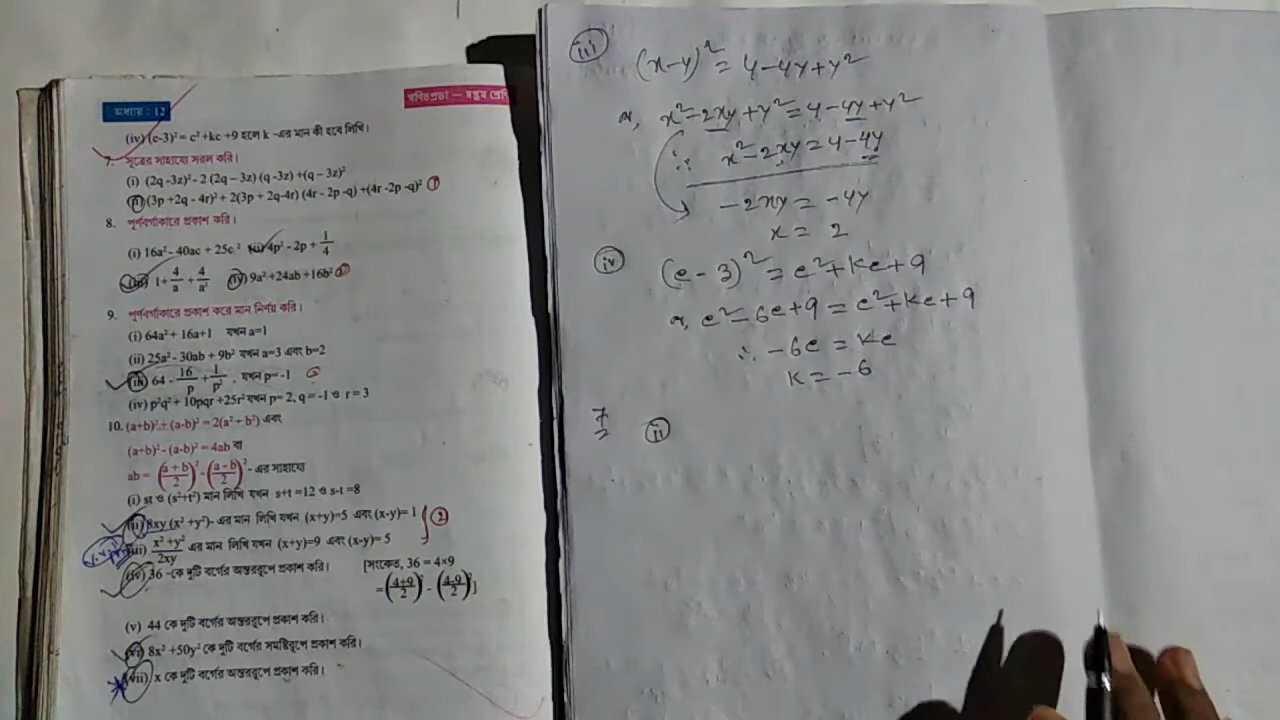 অধ্যায় : 12
গণিতপ্রভা — সপ্তম শ্রেণি
(iv) (c-3)² = c² + kc + 9 হলে k -এর মান কী হবে লিখি।
7. সূত্রের সাহায্যে সরল করি।
(i) (2q - 3z)² - 2 (2q - 3z) (q - 3z) + (q - 3z)²
(ii) (3p + 2q - 4r)² + 2(3p + 2q - 4r) (4r - 2p - q) + (4r - 2p - q)²
8. পূর্ণবর্গাকারে প্রকাশ করি।
(i) 16a² - 40ac + 25c² (ii) 4p² - 2p + 1/4
(iii) 1 + 4/a + 4/a² (iv) 9a² + 24ab + 16b²
9. পূর্ণবর্গাকারে প্রকাশ করে মান নির্ণয় করি।
(i) 64a² + 16a + 1 যখন a=1
(ii) 25a² - 30ab + 9b² যখন a=3 এবং b=2
(iii) 64 - 16/p + 1/p², যখন p= -1
(iv) p²q² + 10pqr + 25r² যখন p= 2, q = -1 ও r = 3
10. (a+b)² + (a-b)² = 2(a² + b²) এবং
(a+b)² - (a-b)² = 4ab বা
ab = ((a + b)/2)² - ((a - b)/2)² - এর সাহায্যে
(i) st ও (s²+t²) মান লিখি যখন s+t =12 ও s-t =8
(ii) 8xy (x² + y²)- এর মান লিখি যখন (x+y)=5 এবং (x-y)= 1
(iii) (x² + y²)/2xy এর মান লিখি যখন (x+y)=9 এবং (x-y)= 5
(iv) 36 -কে দুটি বর্গের অন্তররূপে প্রকাশ করি। [সংকেত, 36 = 4×9
= ((4+9)/2)² - ((4-9)/2)²]
(v) 44 কে দুটি বর্গের অন্তররূপে প্রকাশ করি।
(vi) 8x² + 50y² কে দুটি বর্গের সমষ্টিরূপে প্রকাশ করি।
(vii) x কে দুটি বর্গের অন্তররূপে প্রকাশ করি।
iii (x-y)² = 4-4y+y²
বা, x²-2xy+y² = 4-4y+y²
∴ x²-2xy = 4-4y
-2xy = -4y
x = 2
iv (c-3)² = c²+kc+9
বা, c²-6c+9 = c²+kc+9
∴ -6c = kc
k = -6
7 ii